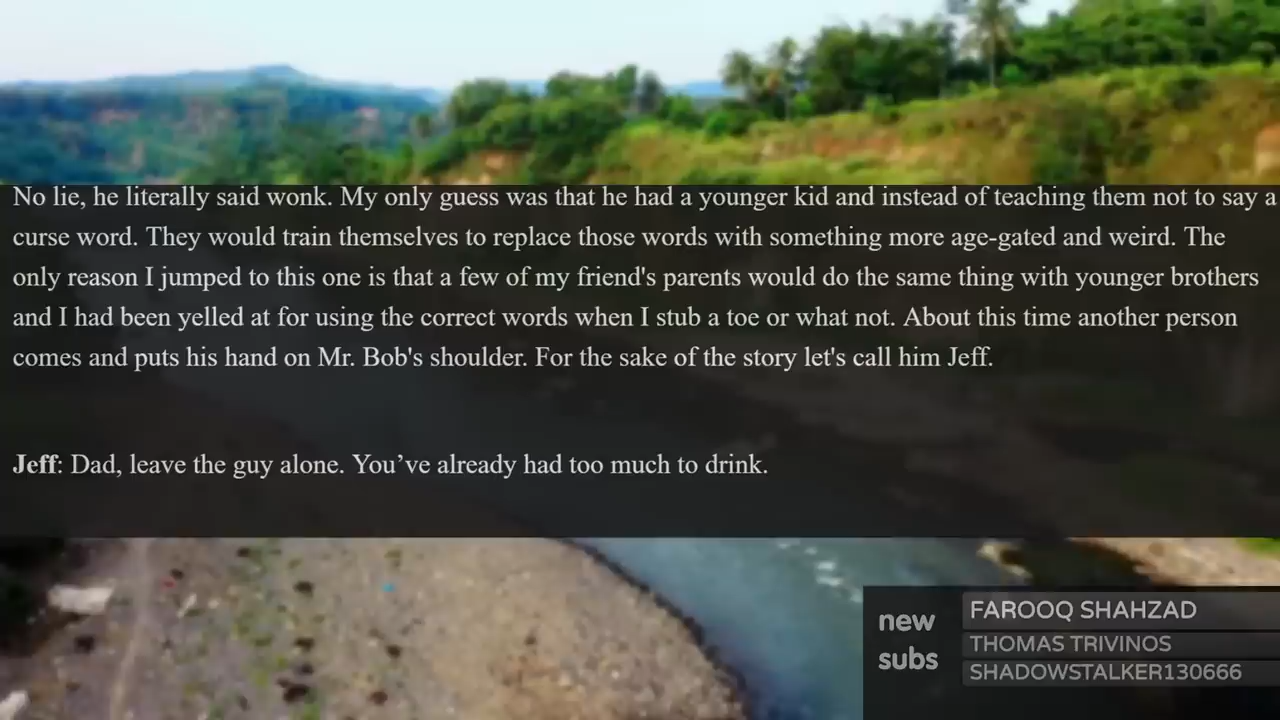 No lie, he literally said wonk. My only guess was that he had a younger kid and instead of teaching them not to say a
curse word. They would train themselves to replace those words with something more age-gated and weird. The
only reason I jumped to this one is that a few of my friend's parents would do the same thing with younger brothers
and I had been yelled at for using the correct words when I stub a toe or what not. About this time another person
comes and puts his hand on Mr. Bob's shoulder. For the sake of the story let's call him Jeff.
Jeff: Dad, leave the guy alone. You’ve already had too much to drink.
new
subs
FAROOQ SHAHZAD
THOMAS TRIVINOS
SHADOWSTALKER130666